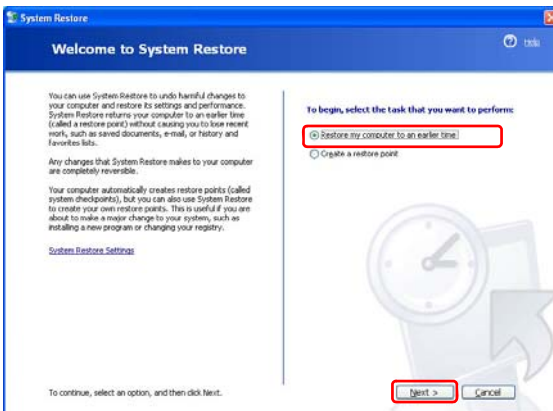 System Restore
Welcome to System Restore
Help
You can use System Restore to undo harmful changes to
your computer and restore its settings and performance.
System Restore returns your computer to an earlier time
(called a restore point) without causing you to lose recent
work, such as saved documents, e-mail, or history and
favorites lists.
Any changes that System Restore makes to your computer
are completely reversible.
Your computer automatically creates restore points (called
system checkpoints), but you can also use System Restore
to create your own restore points. This is useful if you are
about to make a major change to your system, such as
installing a new program or changing your registry.
System Restore Settings
To begin, select the task that you want to perform:
Restore my computer to an earlier time
Create a restore point
To continue, select an option, and then click Next.
Next >
Cancel